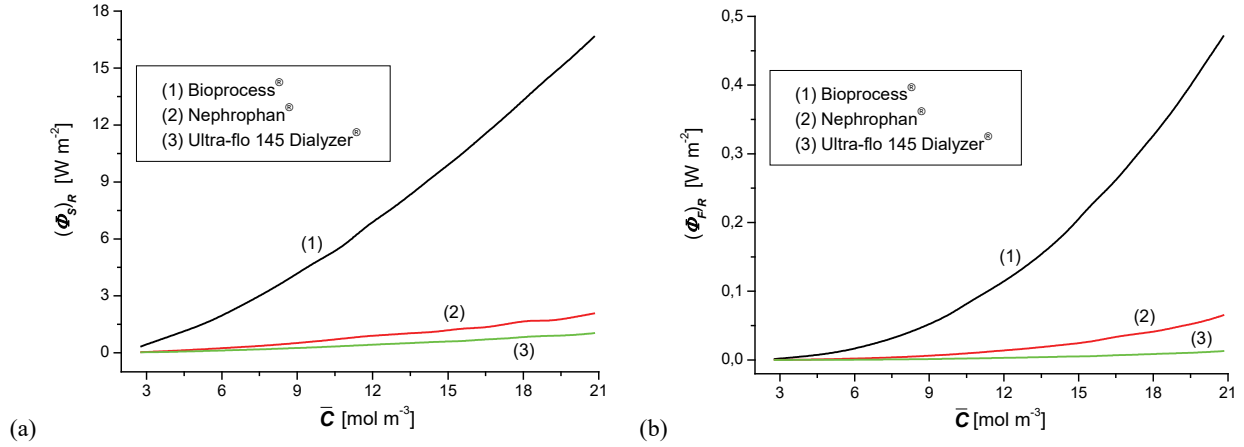 (a)
(Φ_S)_R [W m⁻²]
18
15
12
9
6
3
0
(1) Bioprocess®
(2) Nephrophan®
(3) Ultra-flo 145 Dialyzer®
(1)
(2)
(3)
3 6 9 12 15 18 21
C̄ [mol m⁻³]
(b)
(Φ_F)_R [W m⁻²]
0,5
0,4
0,3
0,2
0,1
0,0
(1) Bioprocess®
(2) Nephrophan®
(3) Ultra-flo 145 Dialyzer®
(1)
(2)
(3)
3 6 9 12 15 18 21
C̄ [mol m⁻³]